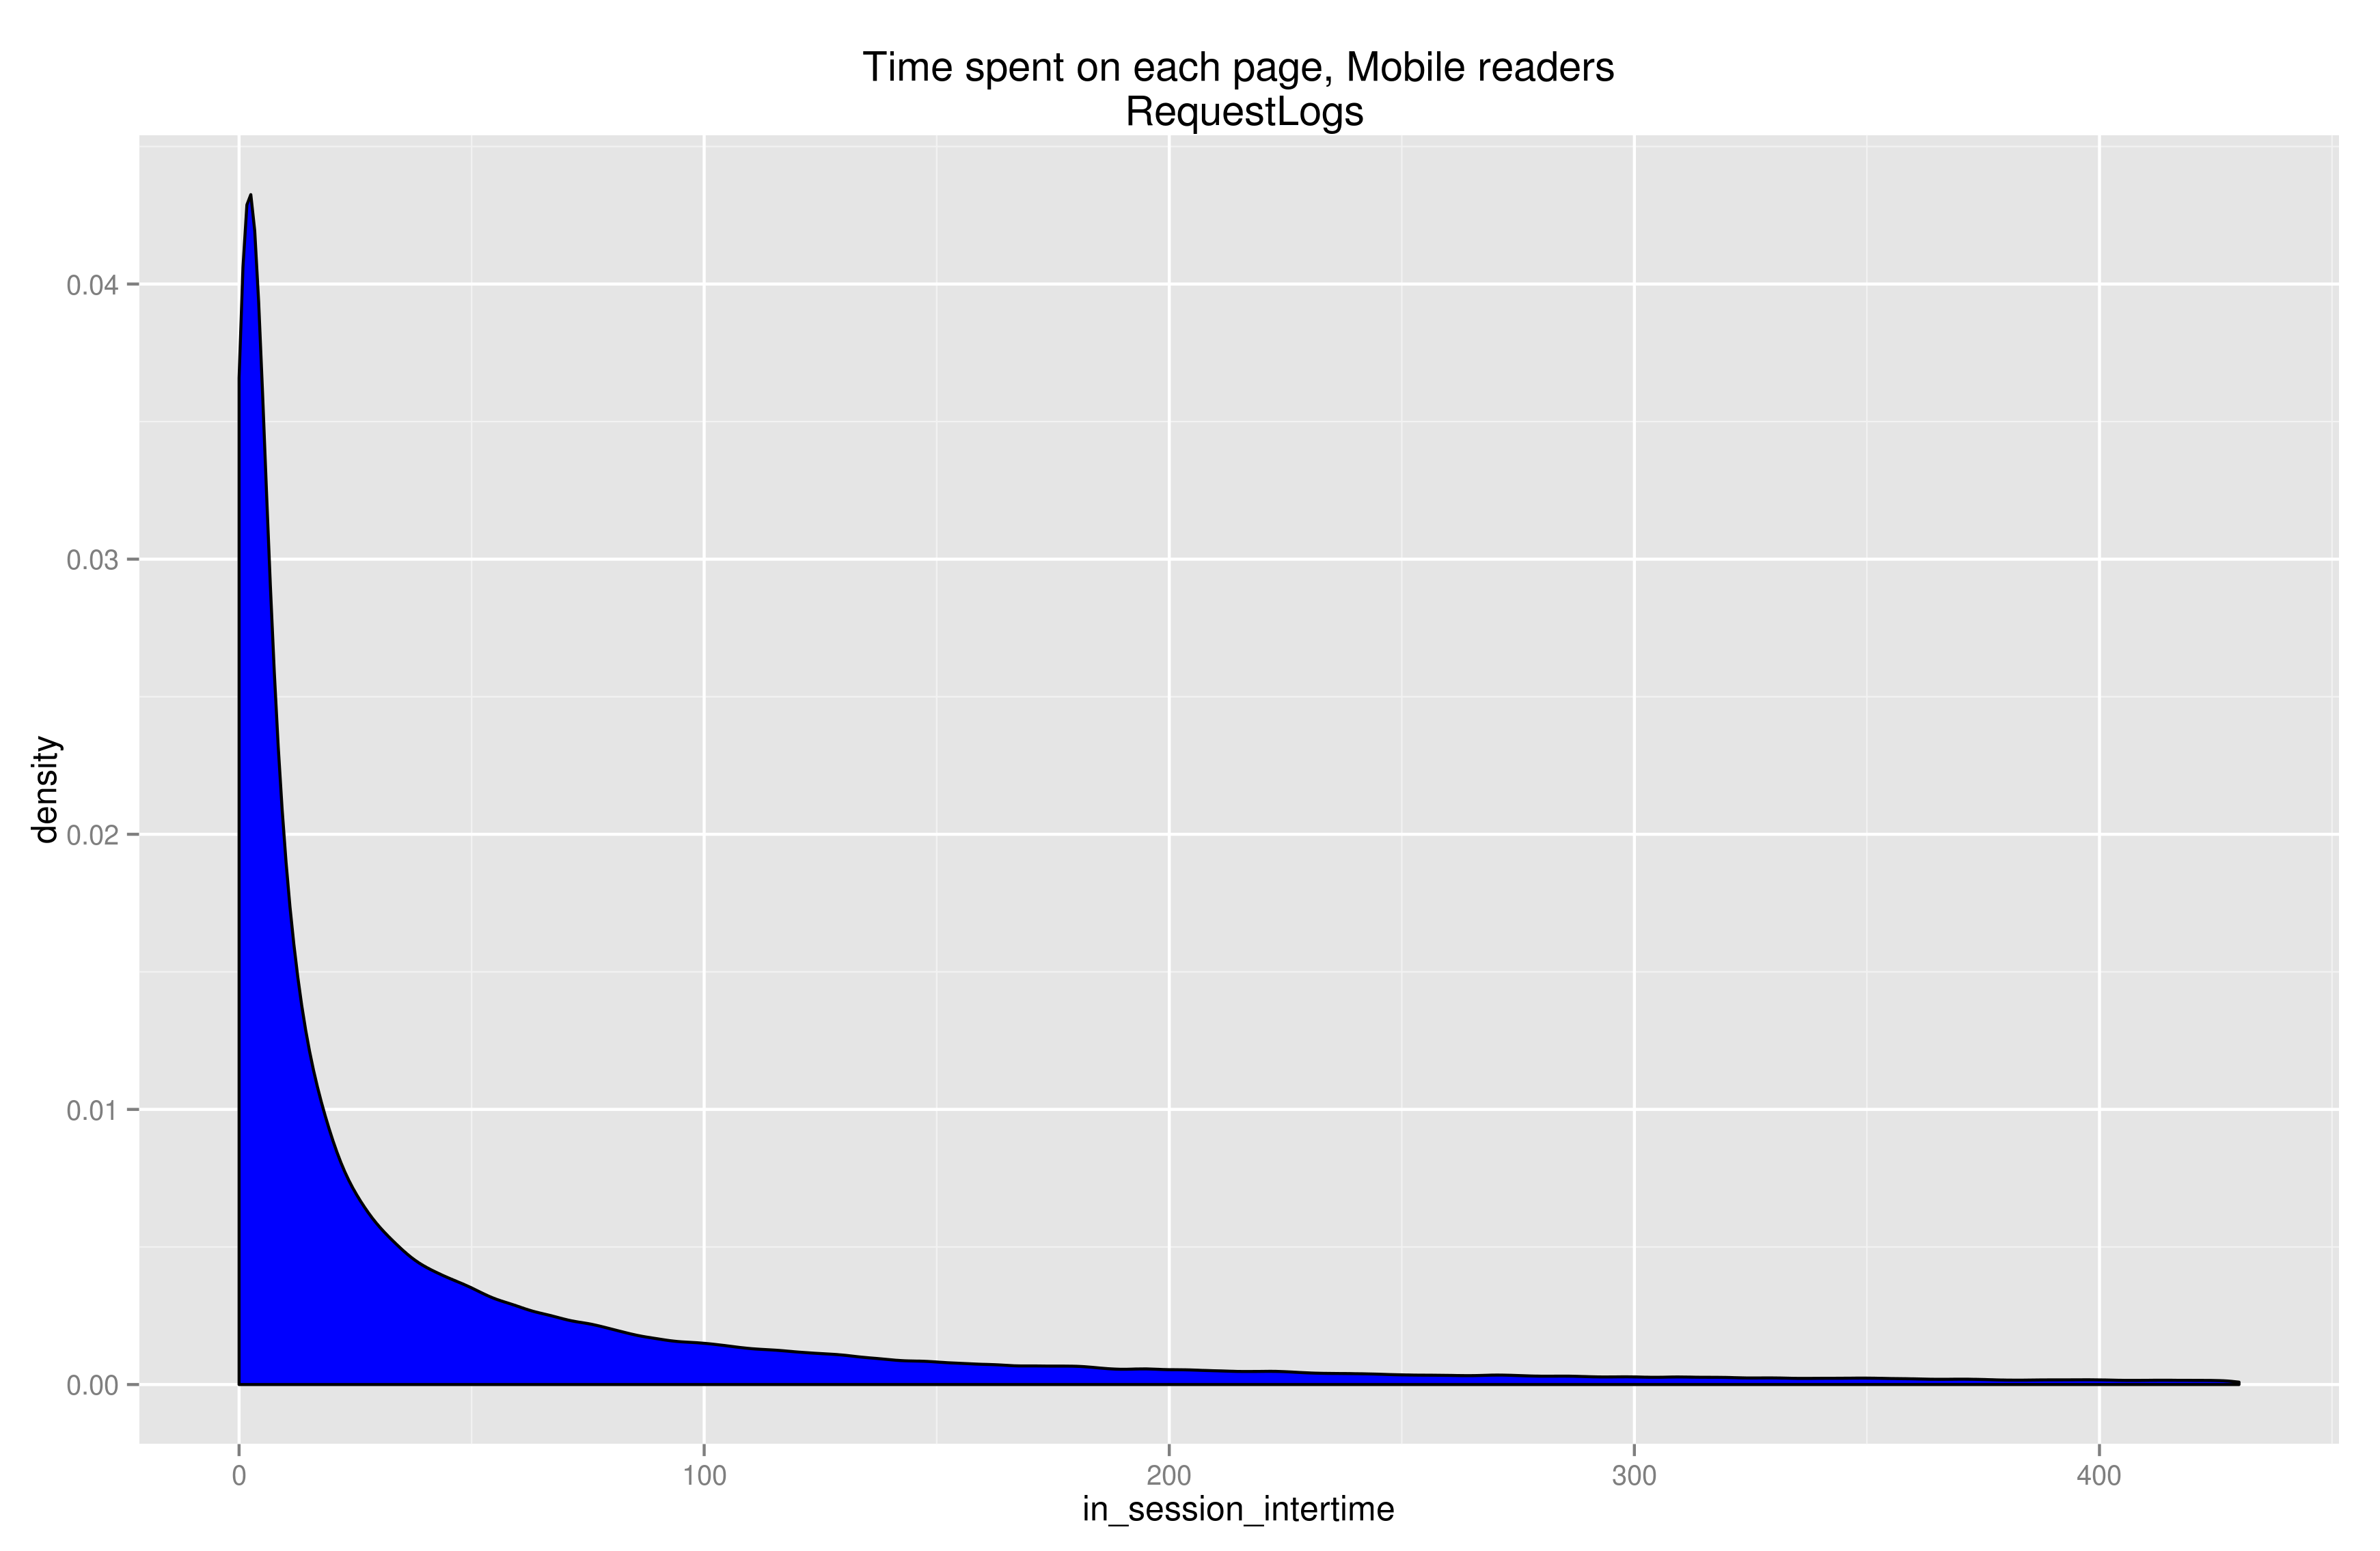 Time spent on each page, Mobile readers
RequestLogs
density
0.04
0.03
0.02
0.01
0.00
0 100 200 300 400
in_session_intertime